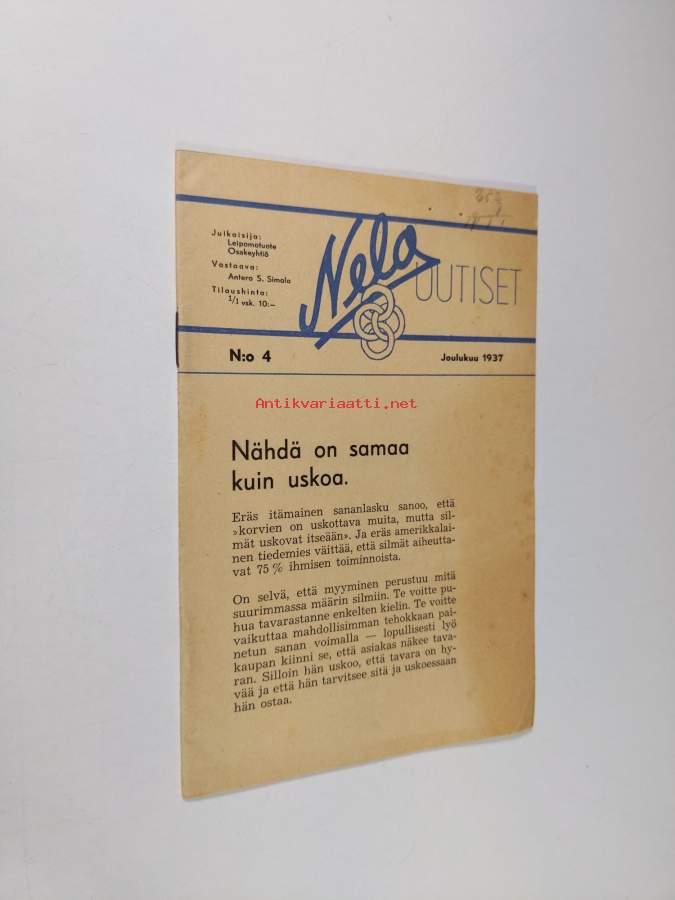 Julkaisija:
Leipomotuote
Osakeyhtiö
Vastaava:
Antero S. Simola
Tilaushinta:
1/1 vsk. 10:–
Nela
UUTISET
N:o 4
Joulukuu 1937
Antikvariaatti.net
Nähdä on samaa
kuin uskoa.
Eräs itämainen sananlasku sanoo, että
»korvien on uskottava muita, mutta sil-
mät uskovat itseään». Ja eräs amerikkalai-
nen tiedemies väittää, että silmät aiheutta-
vat 75 % ihmisen toiminnoista.
On selvä, että myyminen perustuu mitä
suurimmassa määrin silmiin. Te voitte pu-
hua tavarastanne enkelten kielin. Te voitte
vaikuttaa mahdollisimman tehokkaan pai-
netun sanan voimalla — lopullisesti lyö
kaupan kiinni se, että asiakas näkee tava-
ran. Silloin hän uskoo, että tavara on hy-
vää ja että hän tarvitsee sitä ja uskoessaan
hän ostaa.